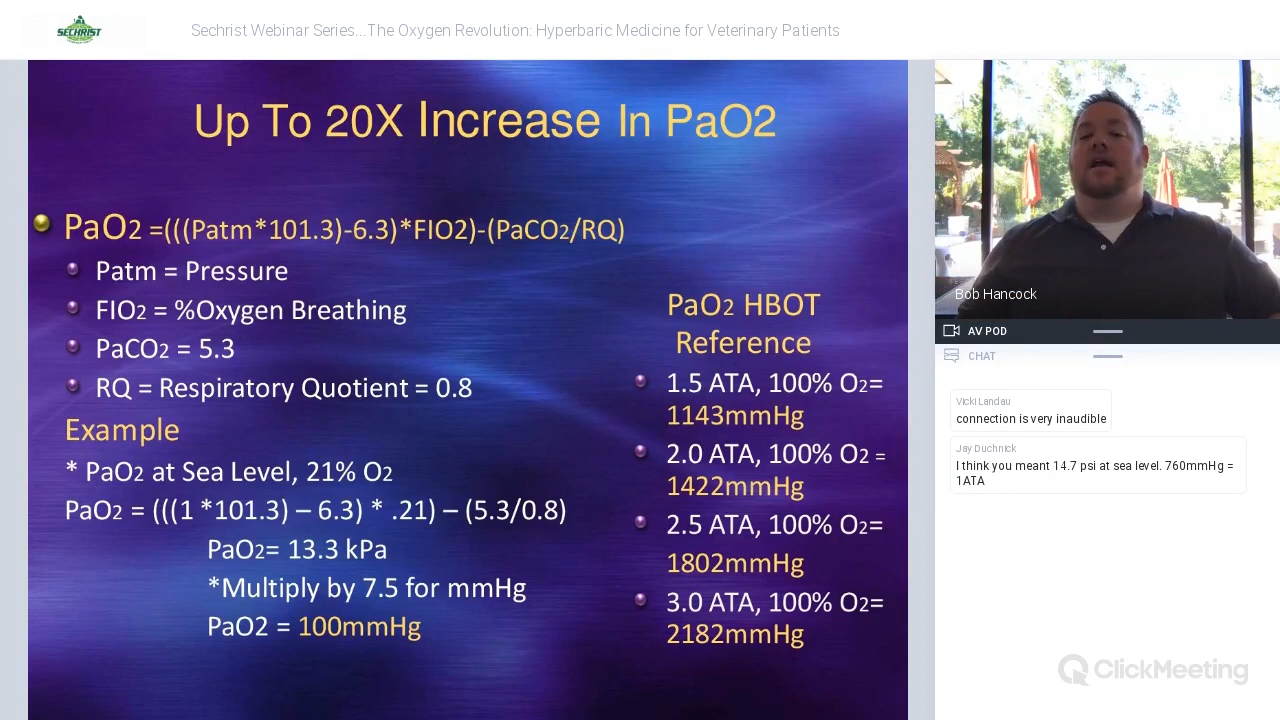 SECHRIST
Sechrist Webinar Series...The Oxygen Revolution: Hyperbaric Medicine for Veterinary Patients
Up To 20X Increase In PaO2
PaO2 =(((Patm*101.3)-6.3)*FIO2)-(PaCO2/RQ)
Patm = Pressure
FIO2 = %Oxygen Breathing
PaCO2 = 5.3
RQ = Respiratory Quotient = 0.8
Example
* PaO2 at Sea Level, 21% O2
PaO2 = (((1 *101.3) – 6.3) * .21) – (5.3/0.8)
PaO2= 13.3 kPa
*Multiply by 7.5 for mmHg
PaO2 = 100mmHg
PaO2 HBOT
Reference
1.5 ATA, 100% O2=
1143mmHg
2.0 ATA, 100% O2 =
1422mmHg
2.5 ATA, 100% O2=
1802mmHg
3.0 ATA, 100% O2=
2182mmHg
Bob Hancock
AV POD
CHAT
Vicki Landau
connection is very inaudible
Jay Duchnick
I think you meant 14.7 psi at sea level. 760mmHg =
1ATA
ClickMeeting